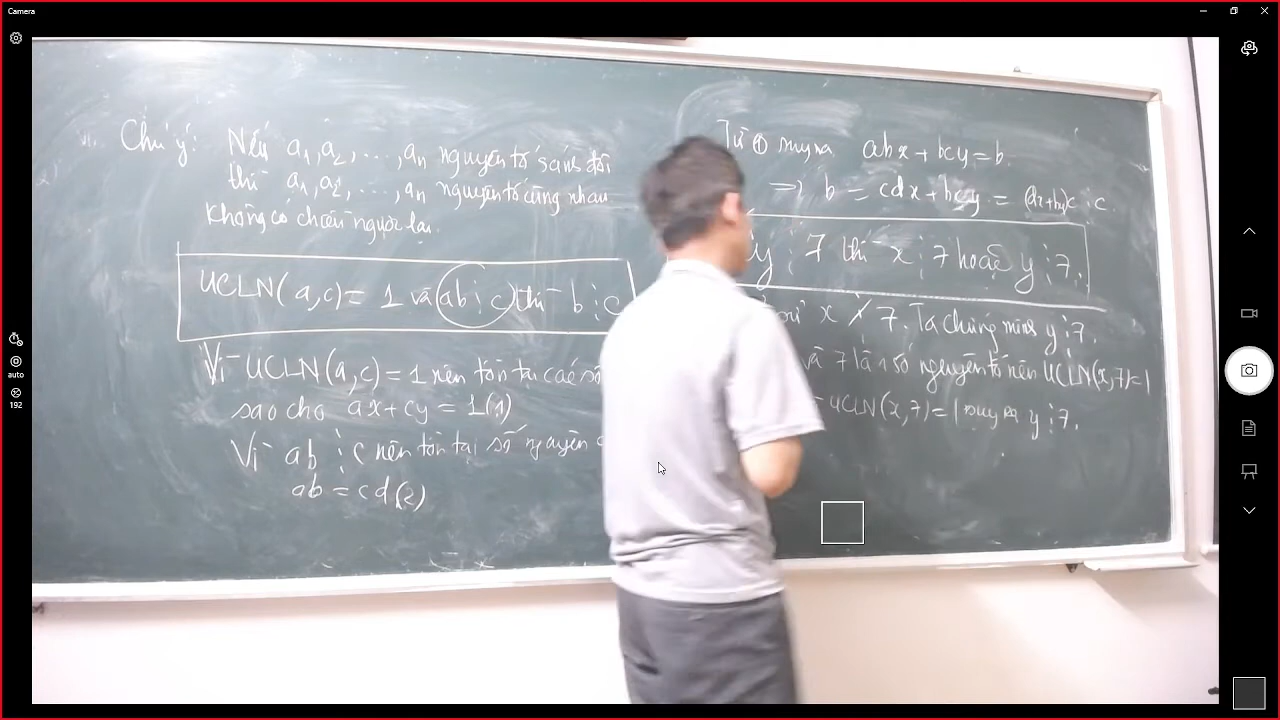 Camera
Chú ý: Nếu a₁, a₂, ..., aₙ nguyên tố sánh đôi
thì a₁, a₂, ..., aₙ nguyên tố cùng nhau
Không có chiều ngược lại.
UCLN(a,c) = 1 và ab ⋮ c thì b ⋮ c
Vì UCLN(a,c) = 1 nên tồn tại các số
sao cho ax + cy = 1 (1)
Vì ab ⋮ c nên tồn tại số nguyên
ab = cd (2)
Từ ① suy ra abx + bcy = b.
=> b = cdx + bcy = (dx+by)c ⋮ c.
y ⋮ 7 thì x ⋮ 7 hoặc y ⋮ 7.
sử x ⋮̸ 7. Ta chứng minh y ⋮ 7.
và 7 là số nguyên tố nên UCLN(x,7)=1
UCLN(x,7) = 1 suy ra y ⋮ 7.
auto
192